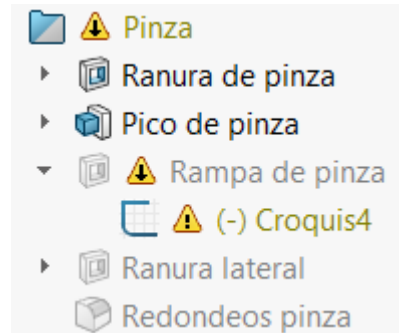 Pinza
Ranura de pinza
Pico de pinza
Rampa de pinza
(-) Croquis4
Ranura lateral
Redondeos pinza